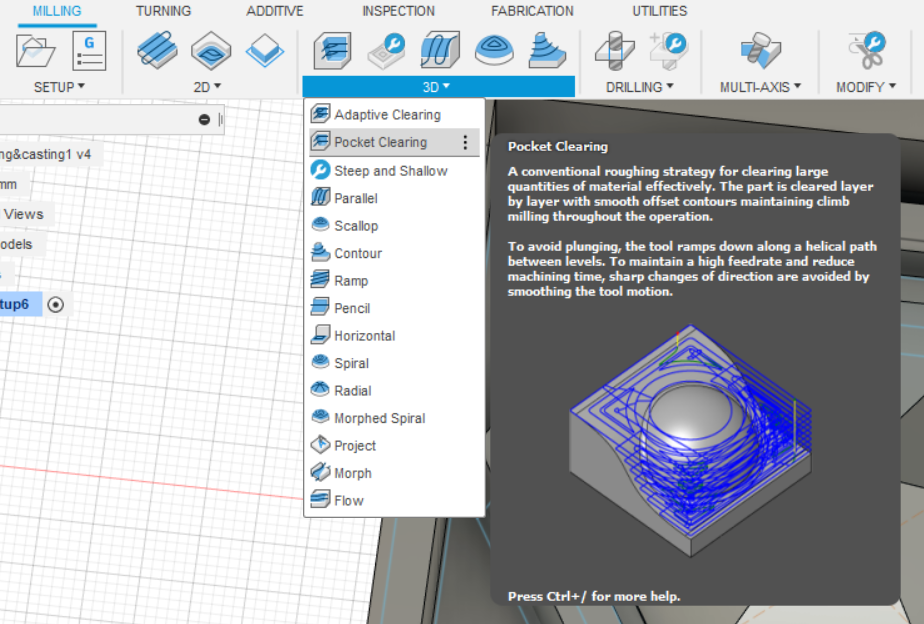 MILLING TURNING ADDITIVE INSPECTION FABRICATION UTILITIES
G
SETUP 2D 3D DRILLING MULTI-AXIS MODIFY
ng&casting1 v4
mm
Views
odels
tup6
Adaptive Clearing
Pocket Clearing
Steep and Shallow
Parallel
Scallop
Contour
Ramp
Pencil
Horizontal
Spiral
Radial
Morphed Spiral
Project
Morph
Flow
Pocket Clearing
A conventional roughing strategy for clearing large
quantities of material effectively. The part is cleared layer
by layer with smooth offset contours maintaining climb
milling throughout the operation.
To avoid plunging, the tool ramps down along a helical path
between levels. To maintain a high feedrate and reduce
machining time, sharp changes of direction are avoided by
smoothing the tool motion.
Press Ctrl+/ for more help.